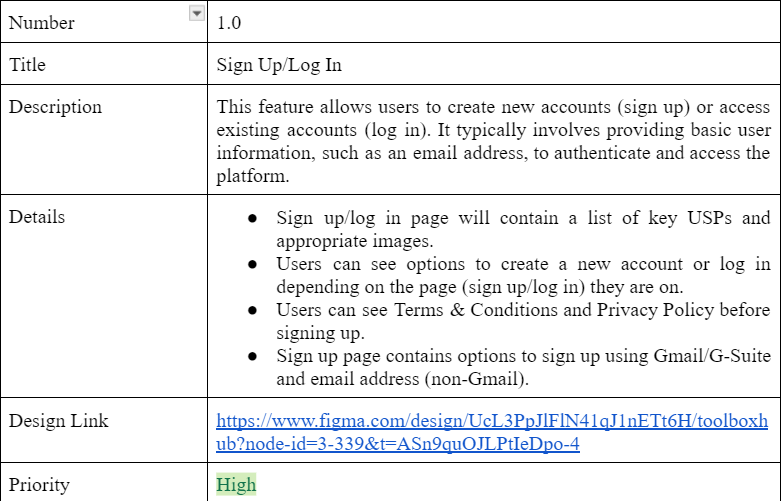 Number 1.0
Title Sign Up/Log In
Description This feature allows users to create new accounts (sign up) or access
existing accounts (log in). It typically involves providing basic user
information, such as an email address, to authenticate and access the
platform.
Details ● Sign up/log in page will contain a list of key USPs and
appropriate images.
● Users can see options to create a new account or log in
depending on the page (sign up/log in) they are on.
● Users can see Terms & Conditions and Privacy Policy before
signing up.
● Sign up page contains options to sign up using Gmail/G-Suite
and email address (non-Gmail).
Design Link https://www.figma.com/design/UcL3PpJlFlN41qJ1nETt6H/toolboxh
ub?node-id=3-339&t=ASn9quOJLPtIeDpo-4
Priority High